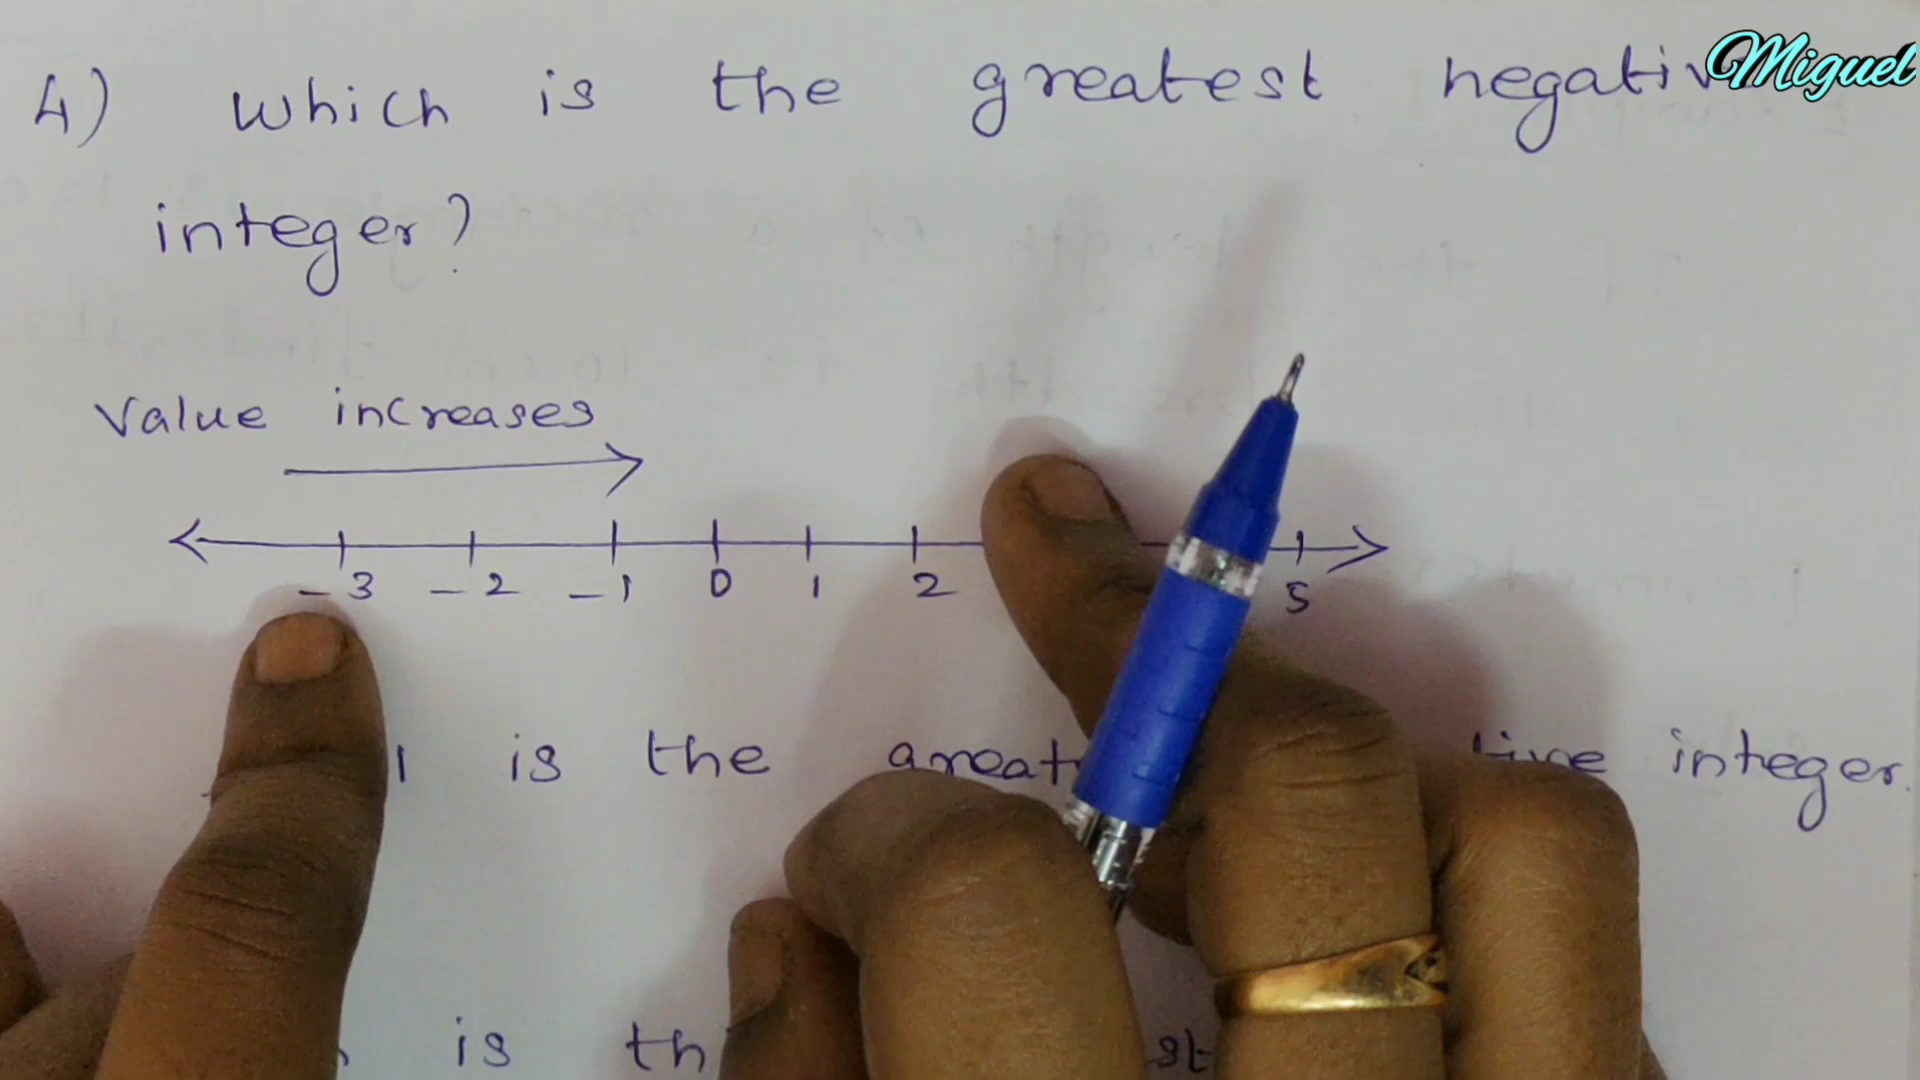 4) Which is the greatest
Miguel
integer?
Value increases
-3 -2 -1 0 1 2 5
1 is the integer.
is